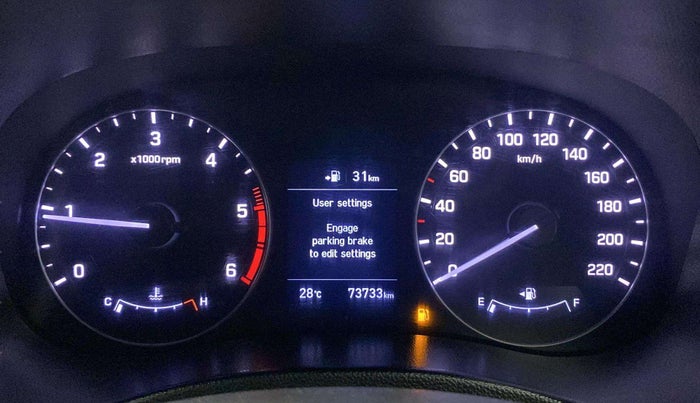 0
1
2
3
4
5
6
x1000rpm
C H
31km
User settings
Engage
parking brake
to edit settings
28°C 73733km
0
20
40
60
80
100
120
140
160
180
200
220
km/h
E F